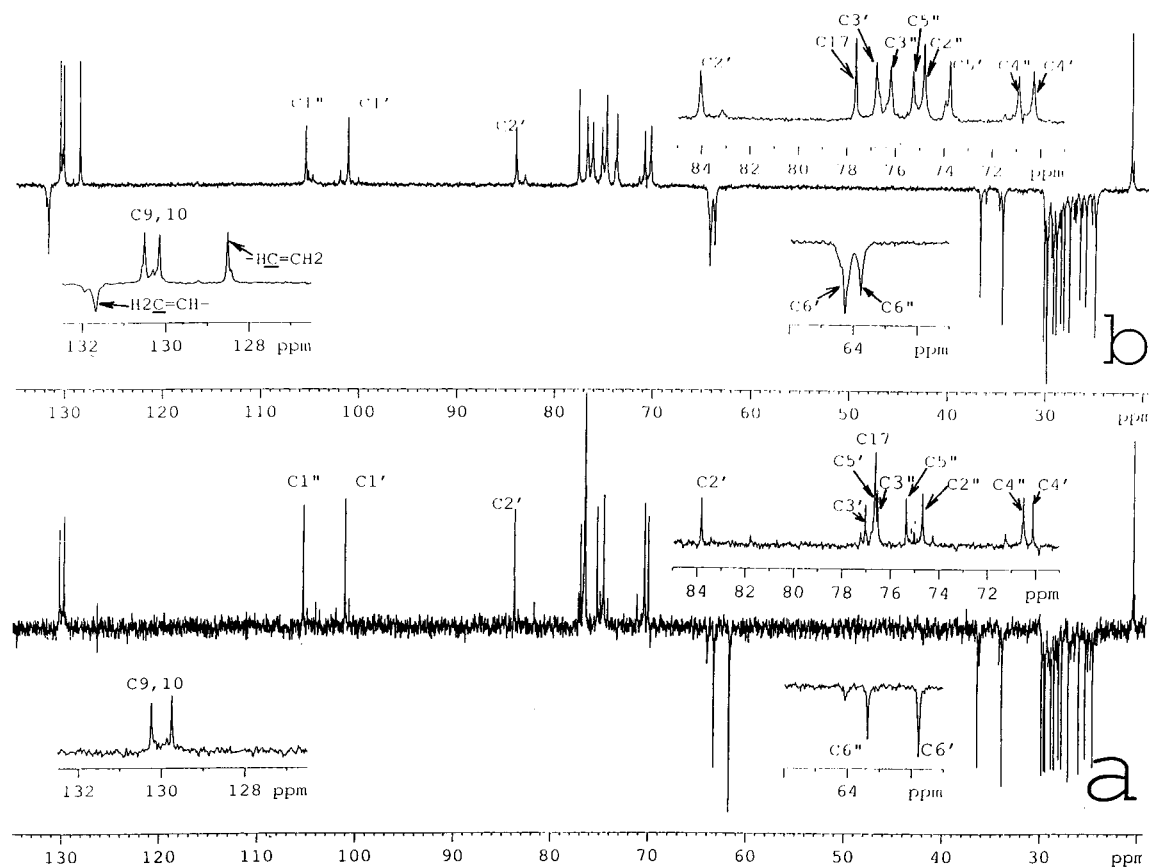 C3' C5"
C17 C3" C2"
C2' C5' C4" C4'
C1" C1' C2'
84 82 80 78 76 74 72 ppm
C9,10
-HC=CH2
H2C=CH-
132 130 128 ppm
C6' C6"
64 ppm
b
130 120 110 100 90 80 70 60 50 40 30 ppm
C17
C5' C5"
C3" C2" C4" C4'
C3'
C2'
C1" C1' C2'
84 82 80 78 76 74 72 ppm
C9,10
132 130 128 ppm
C6" C6'
64 ppm
a
130 120 110 100 90 80 70 60 50 40 30 ppm